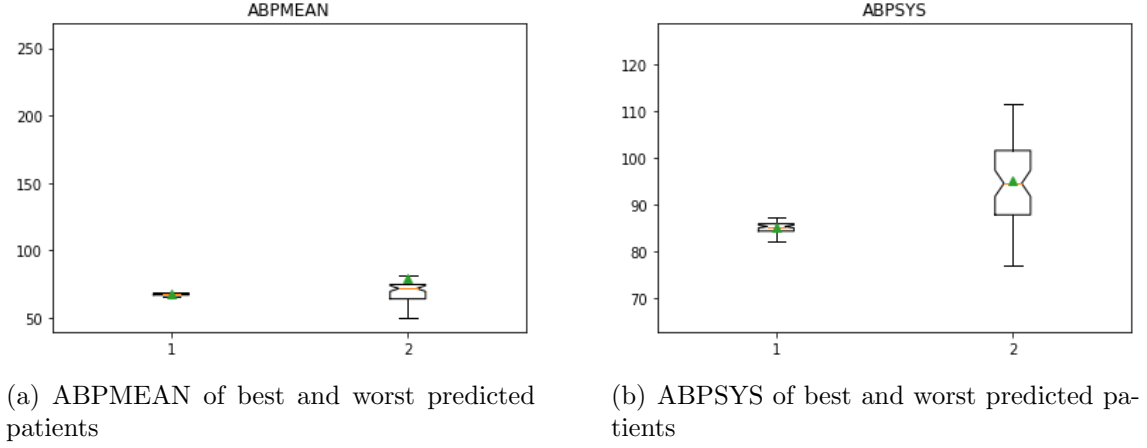 ABPMEAN
250
200
150
100
50
1 2
(a) ABPMEAN of best and worst predicted
patients
ABPSYS
120
110
100
90
80
70
1 2
(b) ABPSYS of best and worst predicted pa-
tients